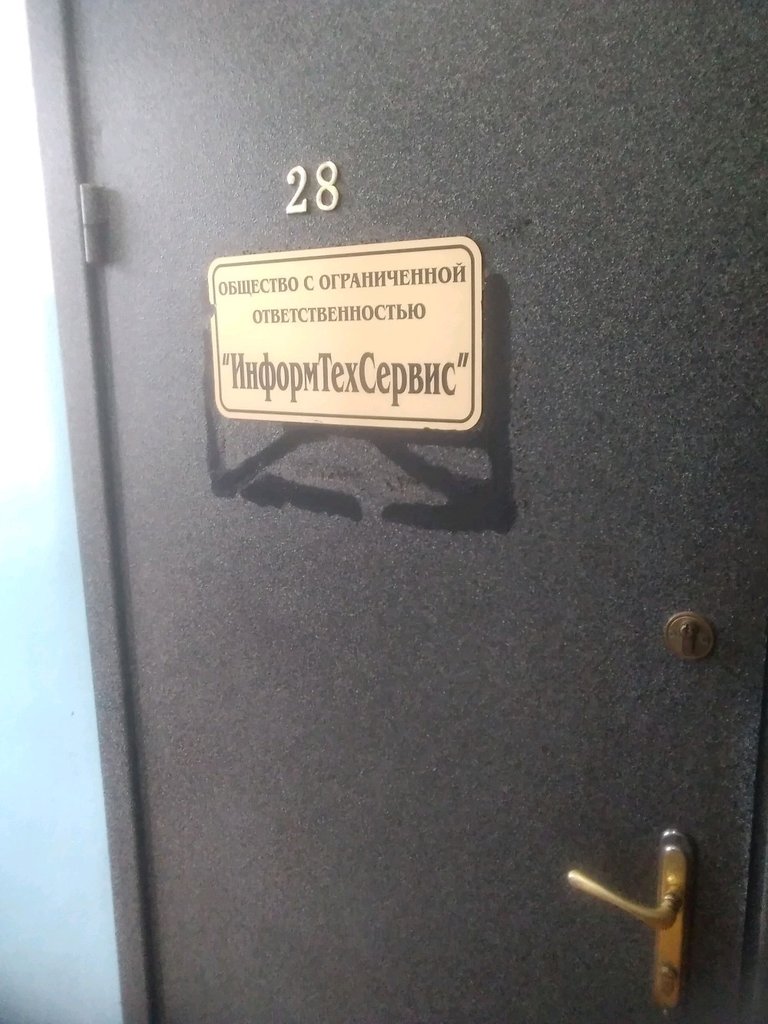 28
ОБЩЕСТВО С ОГРАНИЧЕННОЙ
ОТВЕТСТВЕННОСТЬЮ
"ИнформТехСервис"